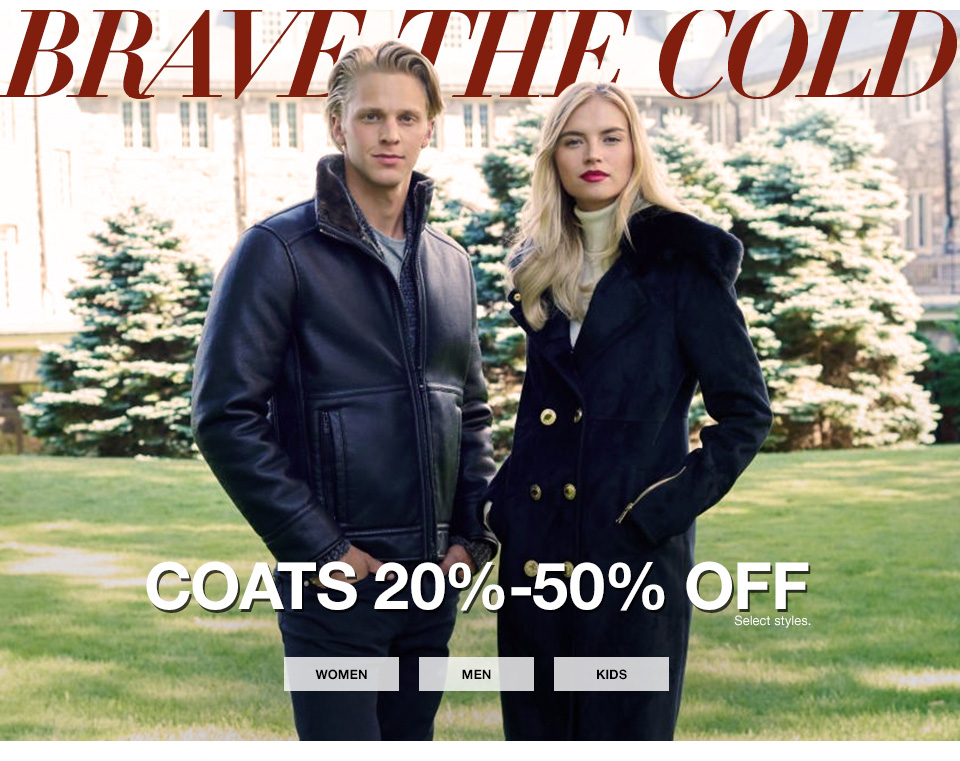 BRAVE THE COLD
COATS 20%-50% OFF
Select styles.
WOMEN MEN KIDS